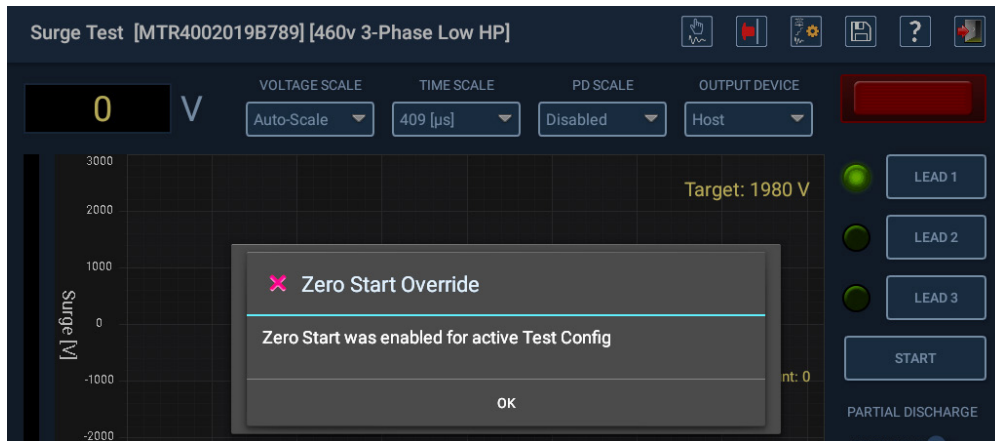 Surge Test [MTR4002019B789] [460v 3-Phase Low HP]
?
0 V
VOLTAGE SCALE TIME SCALE PD SCALE OUTPUT DEVICE
Auto-Scale 409 [µs] Disabled Host
3000
Target: 1980 V
LEAD 1
2000
LEAD 2
1000
Zero Start Override
LEAD 3
Surge [V]
0
Zero Start was enabled for active Test Config
START
-1000
nt: 0
OK
PARTIAL DISCHARGE
-2000